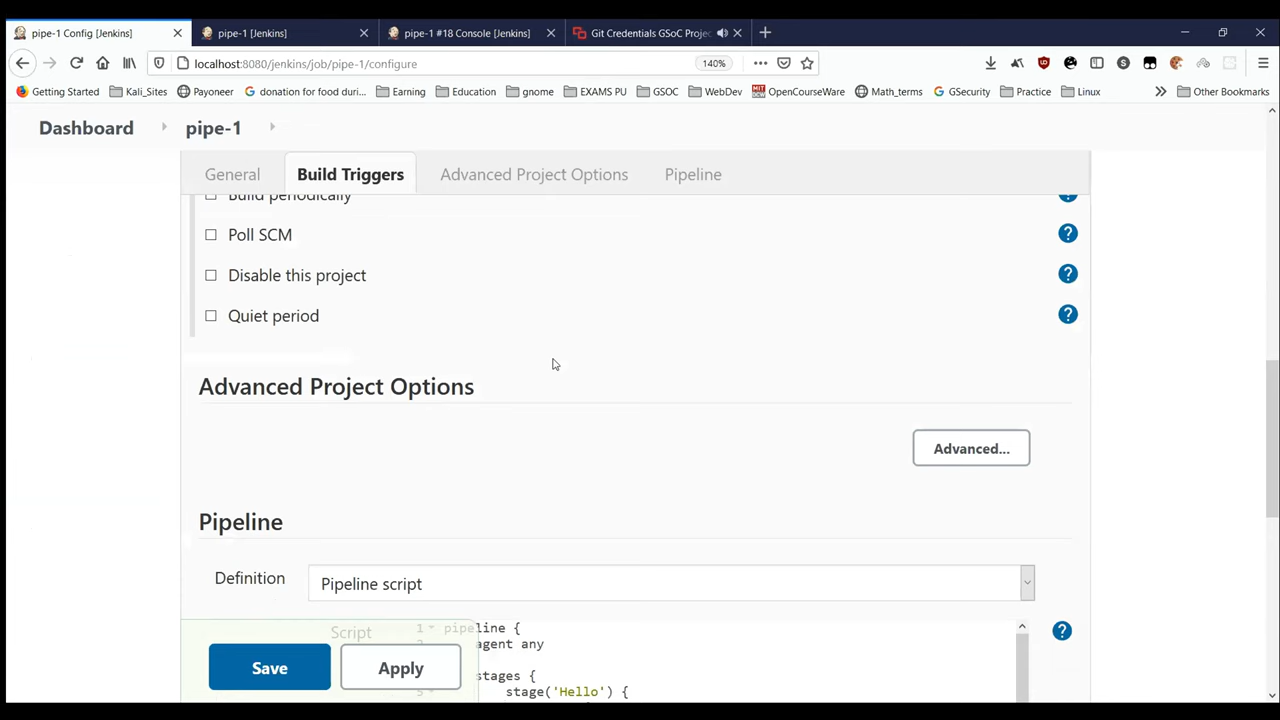 pipe-1 Config [Jenkins]
pipe-1 [Jenkins]
pipe-1 #18 Console [Jenkins]
Git Credentials GSoC Projec
localhost:8080/jenkins/job/pipe-1/configure
140%
Getting Started
Kali_Sites
Payoneer
donation for food duri...
Earning
Education
gnome
EXAMS PU
GSOC
WebDev
OpenCourseWare
Math_terms
GSecurity
Practice
Linux
Other Bookmarks
Dashboard
pipe-1
General
Build Triggers
Advanced Project Options
Pipeline
Build periodically
Poll SCM
Disable this project
Quiet period
Advanced Project Options
Advanced...
Pipeline
Definition
Pipeline script
Script
1 pipeline {
agent any
stages {
5 stage('Hello') {
Save
Apply